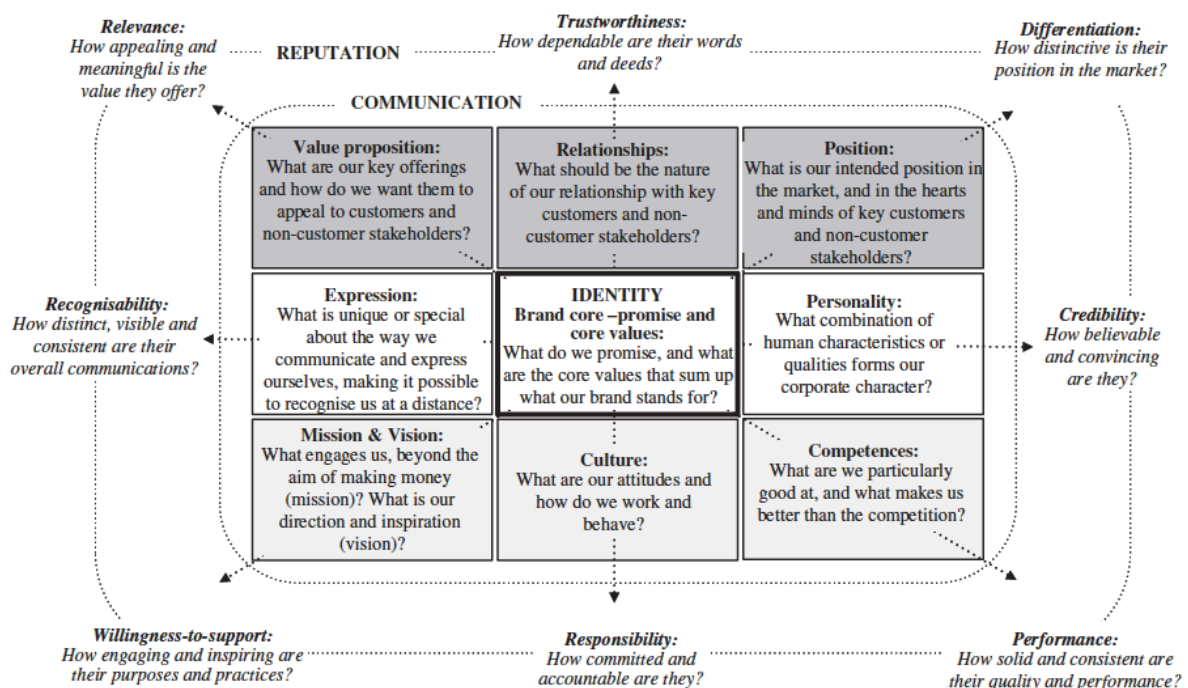 Relevance:
How appealing and
meaningful is the
value they offer?
REPUTATION
Trustworthiness:
How dependable are their words
and deeds?
Differentiation:
How distinctive is their
position in the market?
COMMUNICATION
Value proposition:
What are our key offerings
and how do we want them to
appeal to customers and
non-customer stakeholders?
Relationships:
What should be the nature
of our relationship with key
customers and non-
customer stakeholders?
Position:
What is our intended position in
the market, and in the hearts
and minds of key customers
and non-customer
stakeholders?
Recognisability:
How distinct, visible and
consistent are their
overall communications?
Expression:
What is unique or special
about the way we
communicate and express
ourselves, making it possible
to recognise us at a distance?
IDENTITY
Brand core –promise and
core values:
What do we promise, and what
are the core values that sum up
what our brand stands for?
Personality:
What combination of
human characteristics or
qualities forms our
corporate character?
Credibility:
How believable
and convincing
are they?
Mission & Vision:
What engages us, beyond the
aim of making money
(mission)? What is our
direction and inspiration
(vision)?
Culture:
What are our attitudes and
how do we work and
behave?
Competences:
What are we particularly
good at, and what makes us
better than the competition?
Willingness-to-support:
How engaging and inspiring are
their purposes and practices?
Responsibility:
How committed and
accountable are they?
Performance:
How solid and consistent are
their quality and performance?